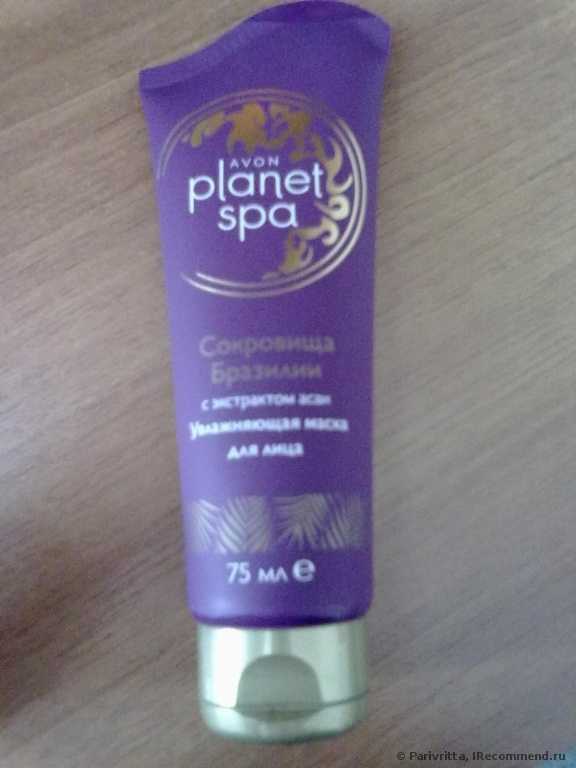 AVON
planet
spa
Сокровища
Бразилии
с экстрактом асаи
Увлажняющая маска
для лица
75 мл e
© Parivritta, IRecommend.ru